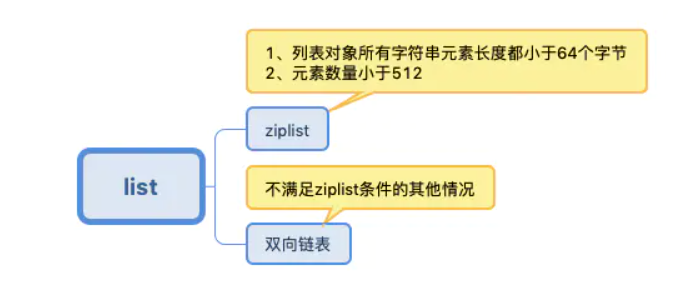 1、列表对象所有字符串元素长度都小于64个字节
2、元素数量小于512
ziplist
list
不满足ziplist条件的其他情况
双向链表